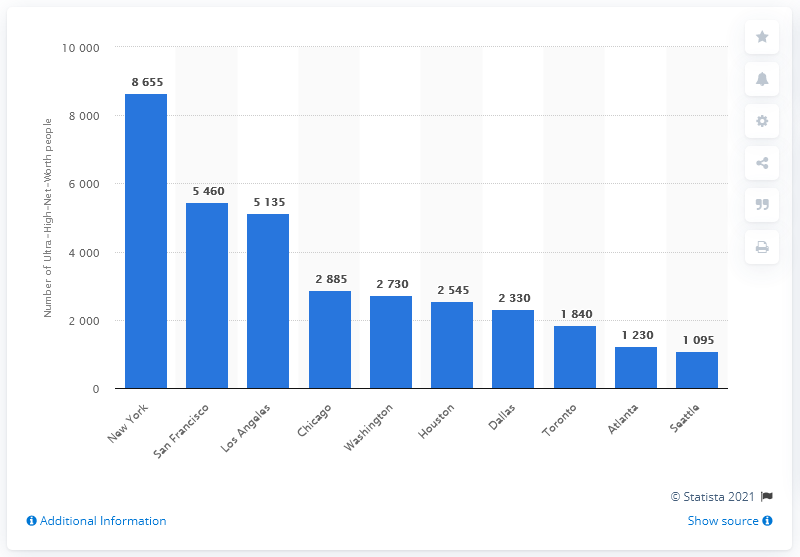 Number of Ultra-High-Net-Worth people
10 000
8 000
6 000
4 000
2 000
0
8 655
5 460
5 135
2 885
2 730
2 545
2 330
1 840
1 230
1 095
New York
San Francisco
Los Angeles
Chicago
Washington
Houston
Dallas
Toronto
Atlanta
Seattle
© Statista 2021
Additional Information
Show source